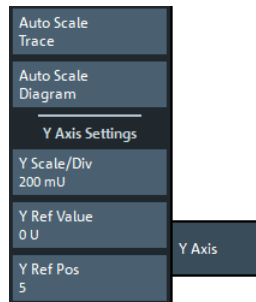 Auto Scale
Trace
Auto Scale
Diagram
Y Axis Settings
Y Scale/Div
200 mU
Y Ref Value
0 U
Y Ref Pos
5
Y Axis